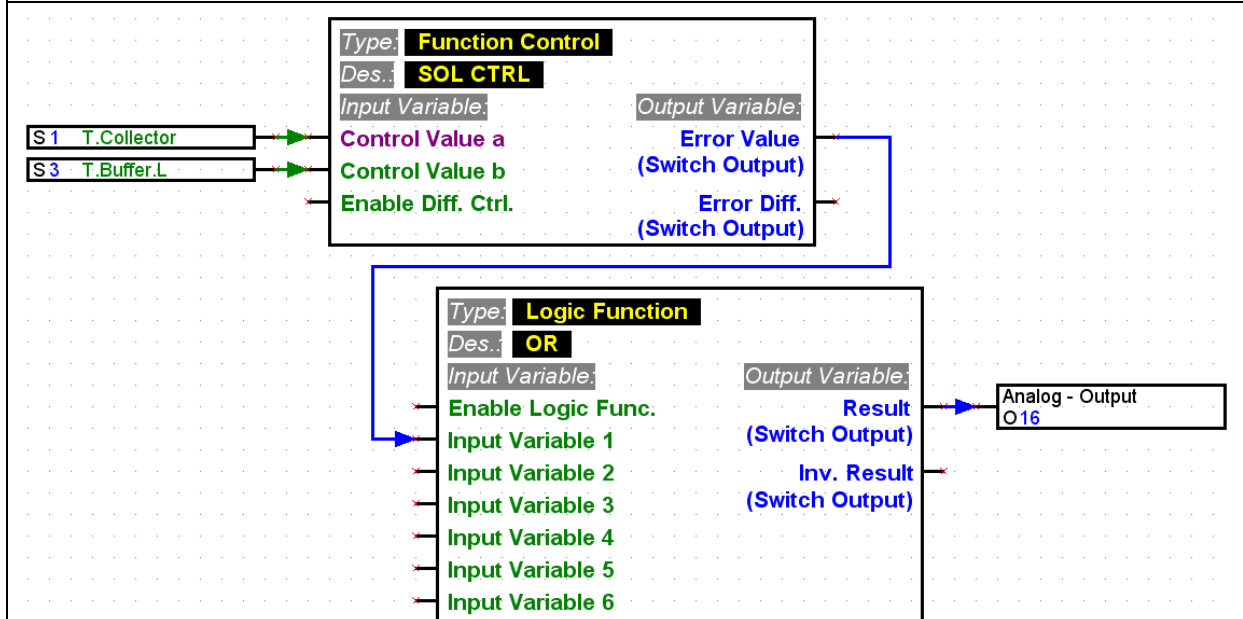 Type: Function Control
Des.: SOL CTRL
Input Variable: Output Variable:
S 1 T.Collector
Control Value a
Error Value
(Switch Output)
S 3 T.Buffer.L
Control Value b
Enable Diff. Ctrl.
Error Diff.
(Switch Output)
Type: Logic Function
Des.: OR
Input Variable: Output Variable:
Enable Logic Func.
Result
(Switch Output)
Analog - Output
O 16
Input Variable 1
Input Variable 2
Inv. Result
(Switch Output)
Input Variable 3
Input Variable 4
Input Variable 5
Input Variable 6